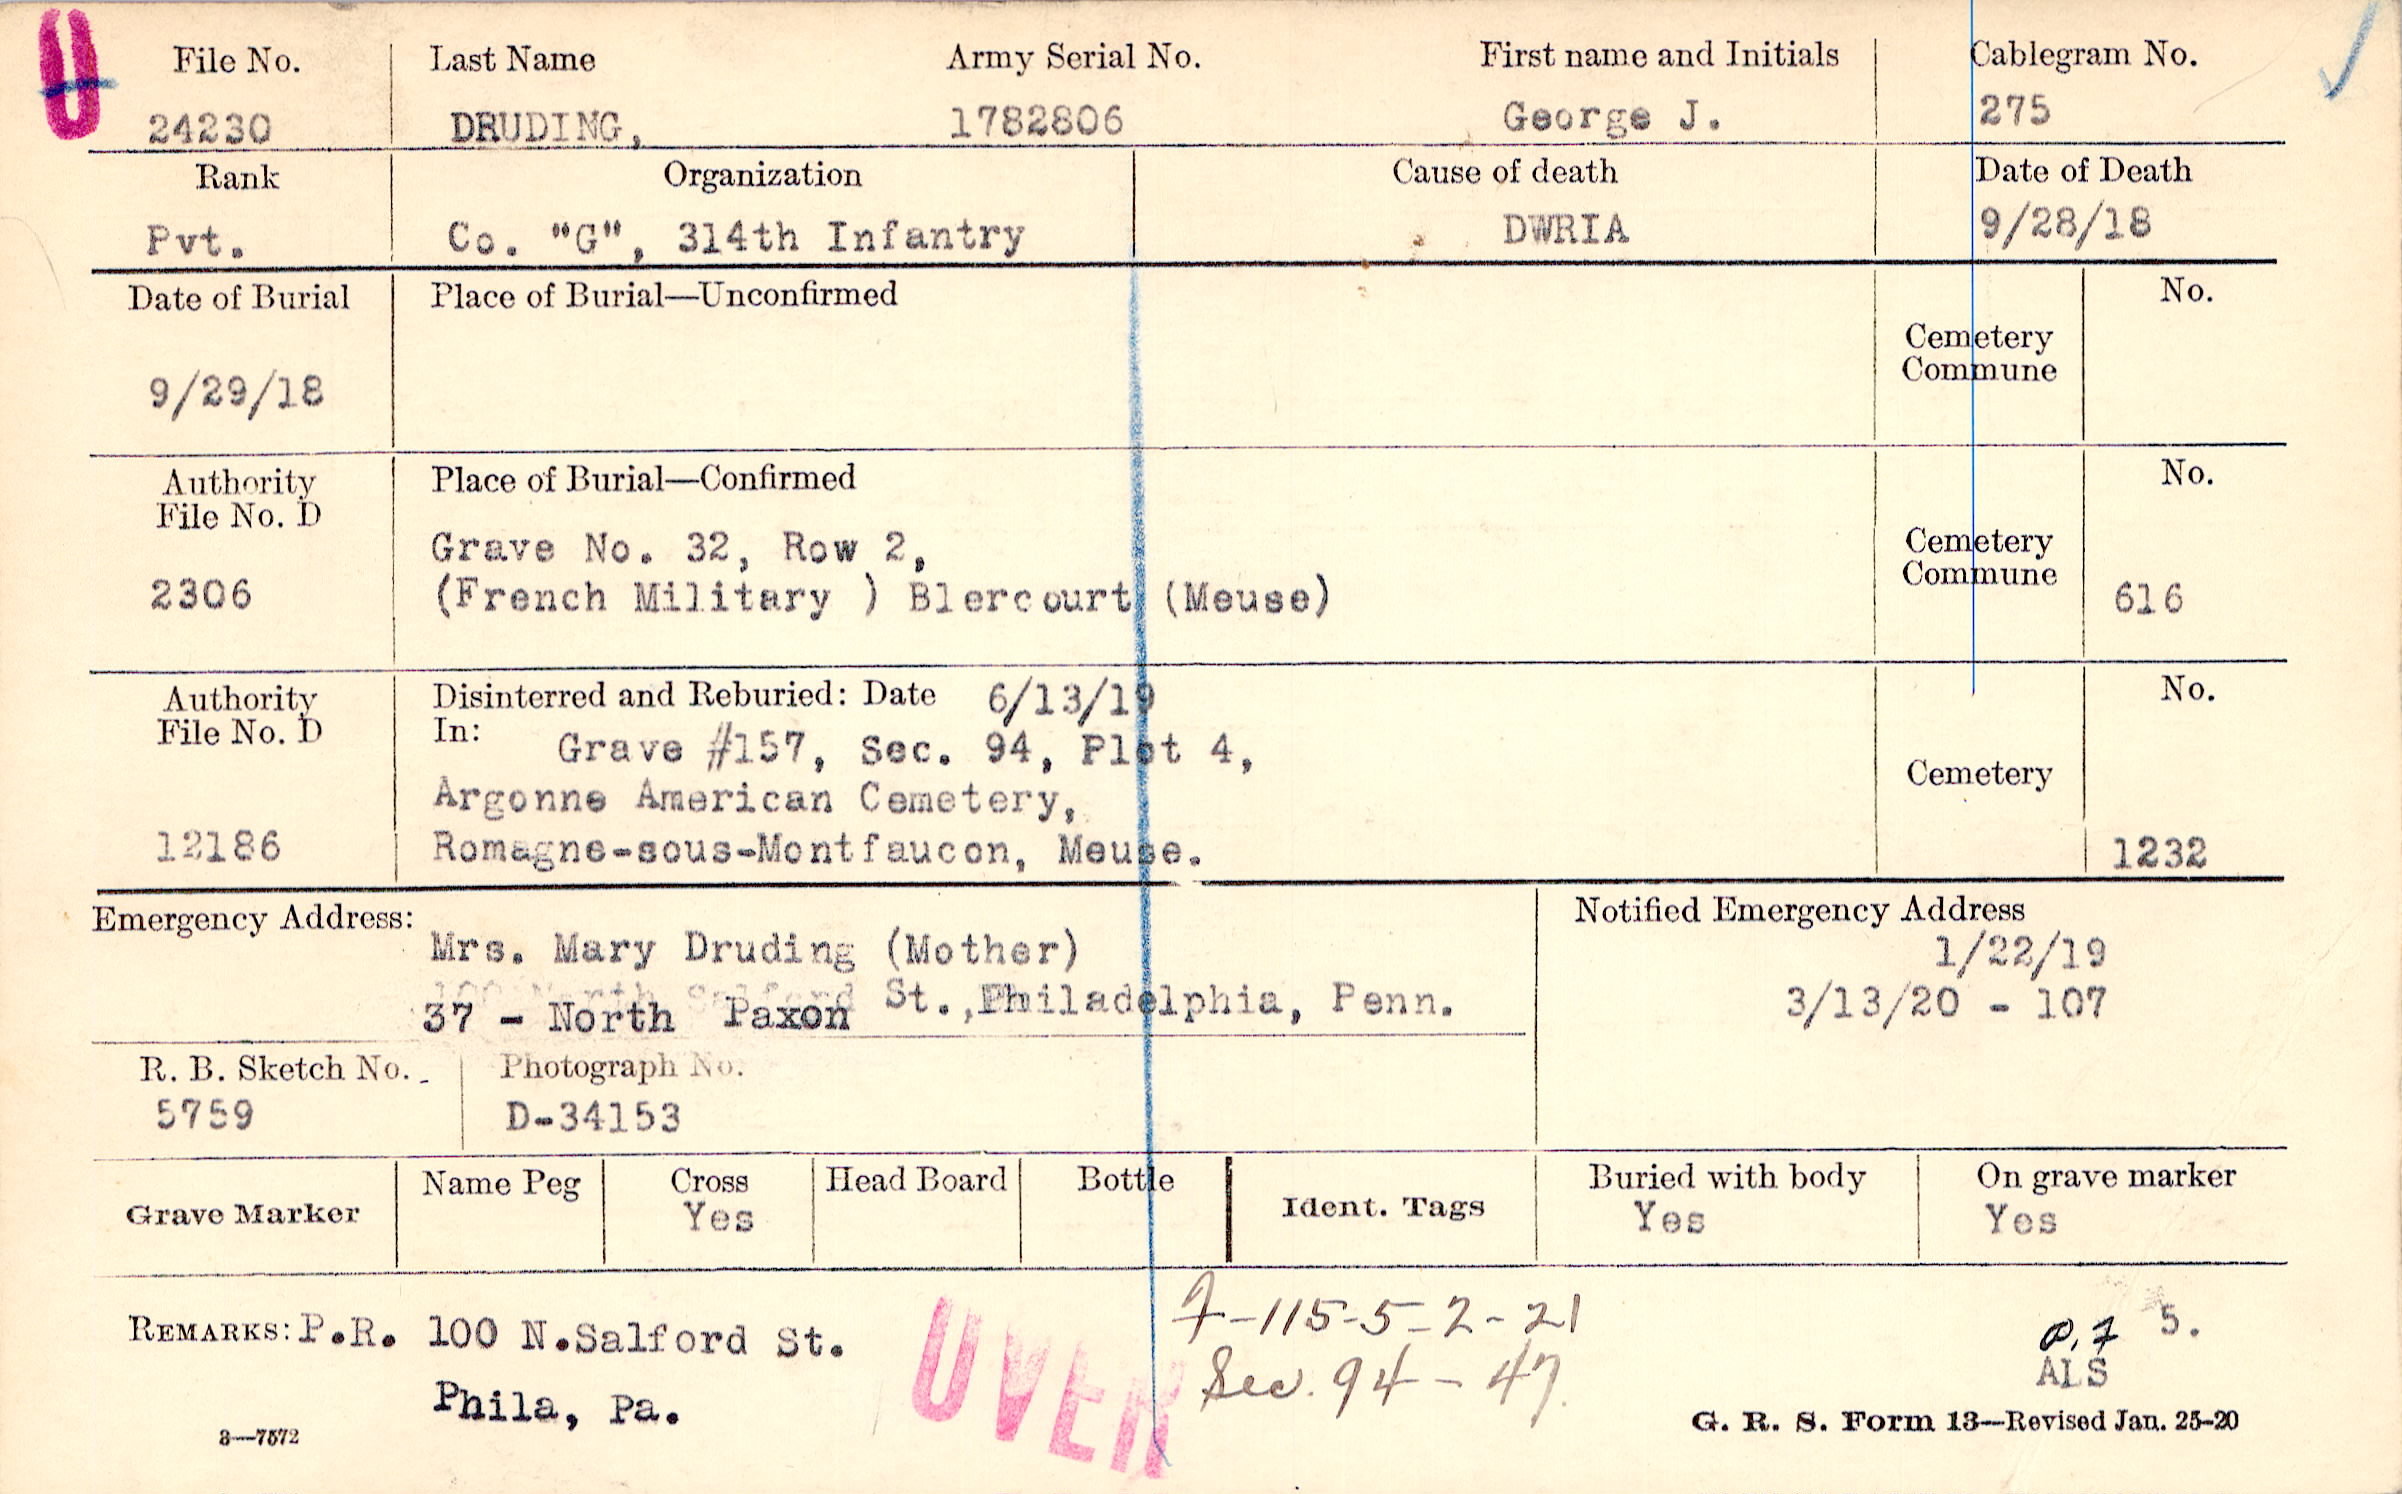 U
File No. Last Name Army Serial No. First name and Initials Cablegram No.
24230 DRUDING, 1782806 George J. 275
Rank Organization Cause of death Date of Death
Pvt. Co. "G", 314th Infantry DWRIA 9/28/18
Date of Burial Place of Burial—Unconfirmed No.
Cemetery
Commune
9/29/18
Authority Place of Burial—Confirmed No.
File No. D
Grave No. 32, Row 2, Cemetery
2306 (French Military ) Blercourt (Meuse) Commune 616
Authority Disinterred and Reburied: Date 6/13/19 No.
File No. D In: Grave #157, Sec. 94, Plot 4,
Argonne American Cemetery, Cemetery
12186 Romagne-sous-Montfaucon, Meuse. 1232
Emergency Address: Notified Emergency Address
Mrs. Mary Druding (Mother) 1/22/19
37 - North Paxon St., Philadelphia, Penn. 3/13/20 - 107
R. B. Sketch No. Photograph No.
5759 D-34153
Grave Marker Name Peg Cross Head Board Bottle Ident. Tags Buried with body On grave marker
Yes Yes Yes
REMARKS: P.R. 100 N.Salford St. -115-5-2-21 5.
Phila, Pa. OVER Sec. 94 - 47. ALS
3—7572 G. R. S. Form 13—Revised Jan. 25-20